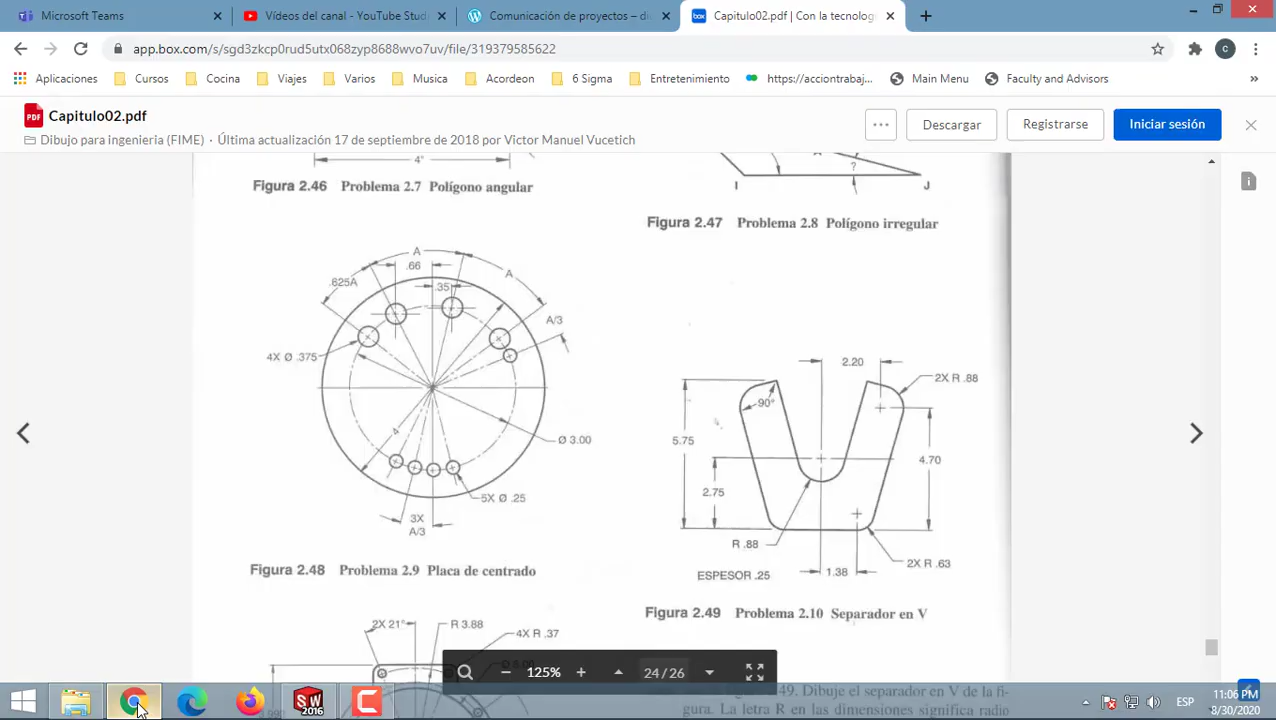 Microsoft Teams
Vídeos del canal - YouTube Stud
Comunicación de proyectos – di
Capitulo02.pdf | Con la tecnolog
app.box.com/s/sgd3zkcp0rud5utx068zyp8688wvo7uv/file/319379585622
Aplicaciones
Cursos
Cocina
Viajes
Varios
Musica
Acordeon
6 Sigma
Entretenimiento
https://acciontrabaj...
Main Menu
Faculty and Advisors
»
PDF
Capitulo02.pdf
Dibujo para ingenieria (FIME) • Última actualización 17 de septiembre de 2018 por Victor Manuel Vucetich
Descargar
Registrarse
Iniciar sesión
4"
Figura 2.46 Problema 2.7 Polígono angular
?
I
J
Figura 2.47 Problema 2.8 Polígono irregular
A
.66
.625A
.35
A
A/3
4X Ø .375
4
Ø 3.00
5X Ø .25
3X
A/3
Figura 2.48 Problema 2.9 Placa de centrado
2.20
2X R .88
90°
5.75
4.70
2.75
R .88
2X R .63
ESPESOR .25
1.38
Figura 2.49 Problema 2.10 Separador en V
2X 21°
R 3.88
4X R .37
125%
24 / 26
49. Dibuje el separador en V de la fi-
gura. La letra R en las dimensiones significa radio
SW
2016
ESP
11:06 PM
8/30/2020